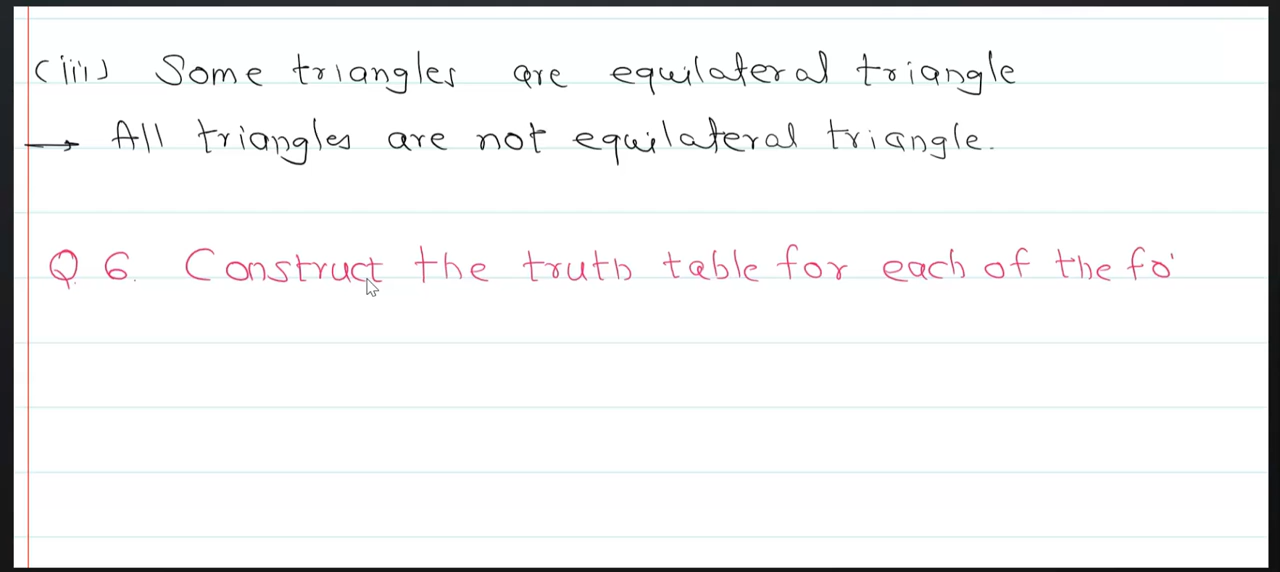 (iii) Some triangles are equilateral triangle
→ All triangles are not equilateral triangle.
Q 6. Construct the truth table for each of the fo